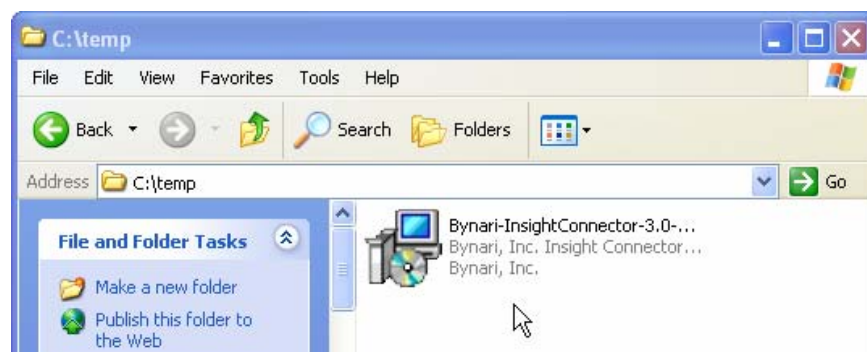 C:\temp
File Edit View Favorites Tools Help
Back Search Folders
Address C:\temp Go
File and Folder Tasks
Make a new folder
Publish this folder to
the Web
Bynari-InsightConnector-3.0-...
Bynari, Inc. Insight Connector...
Bynari, Inc.